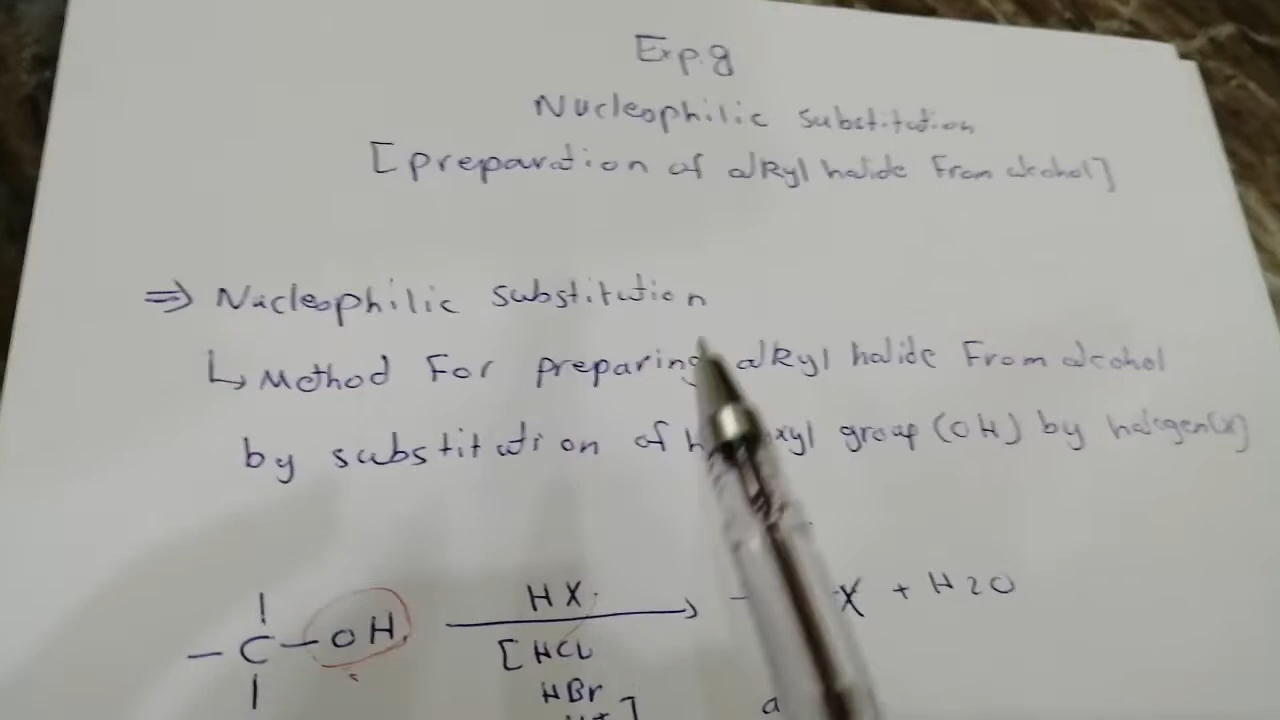 Exp.8
Nucleophilic substitution
[preparation of alkyl halide From alcohol]
⇒ Nucleophilic substitution
↳ Method For preparing alkyl halide From alcohol
by substitution of group (OH) by halogen(x)
HX
— C — OH → X + H2O
[HCl
HBr
]